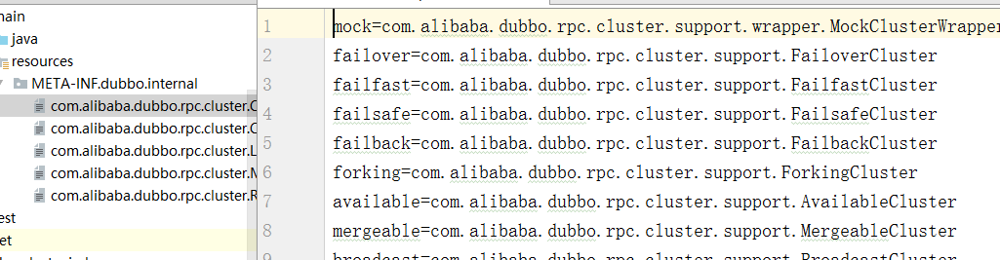 main
java
resources
META-INF.dubbo.internal
com.alibaba.dubbo.rpc.cluster.C
com.alibaba.dubbo.rpc.cluster.C
com.alibaba.dubbo.rpc.cluster.L
com.alibaba.dubbo.rpc.cluster.M
com.alibaba.dubbo.rpc.cluster.R
est
et
1 mock=com.alibaba.dubbo.rpc.cluster.support.wrapper.MockClusterWrapper
2 failover=com.alibaba.dubbo.rpc.cluster.support.FailoverCluster
3 failfast=com.alibaba.dubbo.rpc.cluster.support.FailfastCluster
4 failsafe=com.alibaba.dubbo.rpc.cluster.support.FailsafeCluster
5 failback=com.alibaba.dubbo.rpc.cluster.support.FailbackCluster
6 forking=com.alibaba.dubbo.rpc.cluster.support.ForkingCluster
7 available=com.alibaba.dubbo.rpc.cluster.support.AvailableCluster
8 mergeable=com.alibaba.dubbo.rpc.cluster.support.MergeableCluster
9 broadcast=com.alibaba.dubbo.rpc.cluster.support.BroadcastCluster